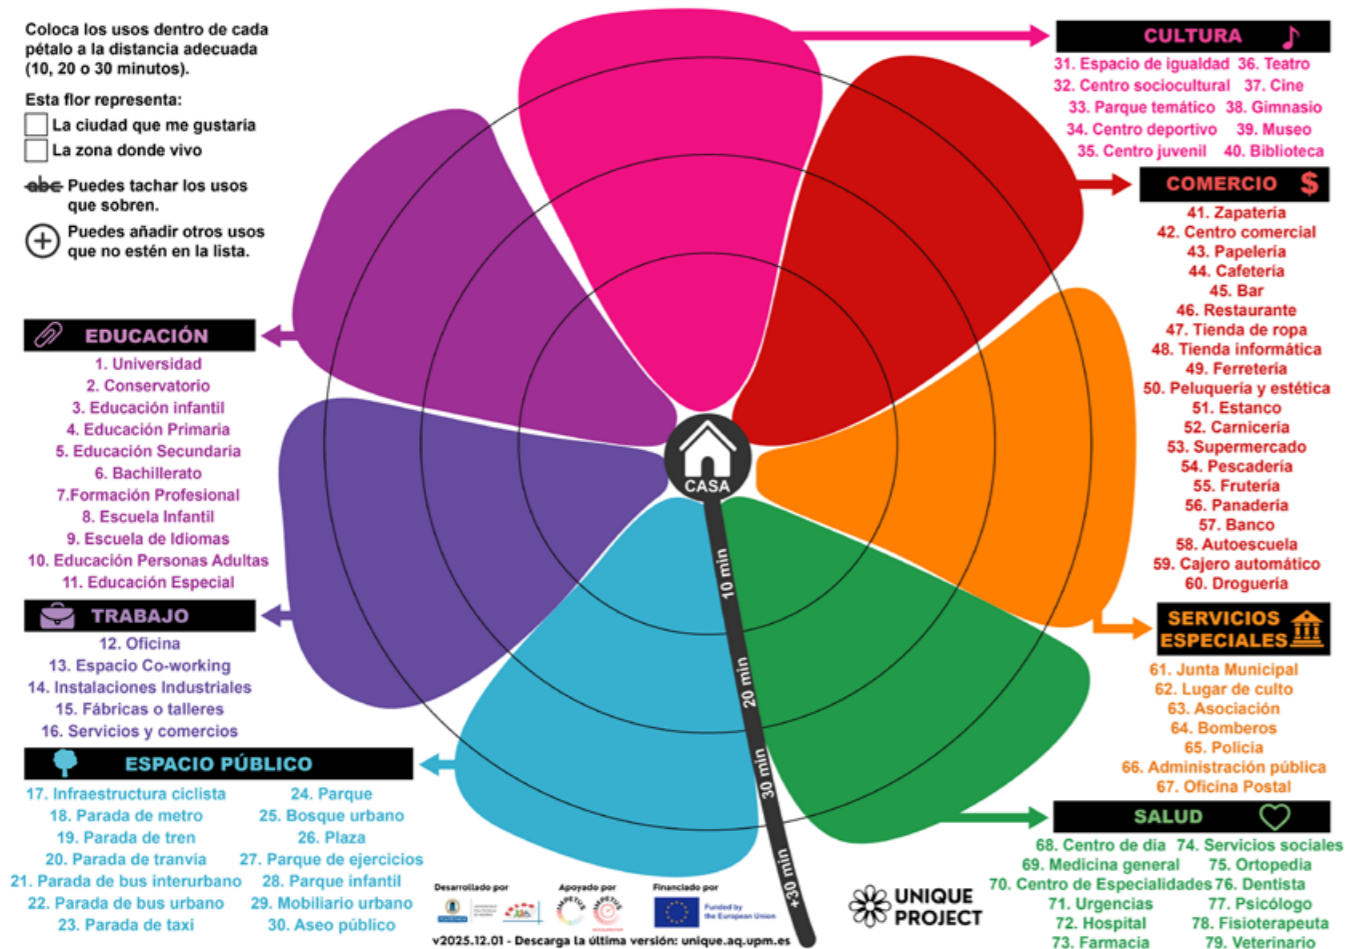 Coloca los usos dentro de cada
pétalo a la distancia adecuada
(10, 20 o 30 minutos).
Esta flor representa:
La ciudad que me gustaría
La zona donde vivo
abc Puedes tachar los usos
que sobren.
Puedes añadir otros usos
que no estén en la lista.
EDUCACIÓN
1. Universidad
2. Conservatorio
3. Educación infantil
4. Educación Primaria
5. Educación Secundaria
6. Bachillerato
7.Formación Profesional
8. Escuela Infantil
9. Escuela de Idiomas
10. Educación Personas Adultas
11. Educación Especial
TRABAJO
12. Oficina
13. Espacio Co-working
14. Instalaciones Industriales
15. Fábricas o talleres
16. Servicios y comercios
ESPACIO PÚBLICO
17. Infraestructura ciclista
18. Parada de metro
19. Parada de tren
20. Parada de tranvía
21. Parada de bus interurbano
22. Parada de bus urbano
23. Parada de taxi
24. Parque
25. Bosque urbano
26. Plaza
27. Parque de ejercicios
28. Parque infantil
29. Mobiliario urbano
30. Aseo público
CASA
10 min
20 min
30 min
+30 min
CULTURA
31. Espacio de igualdad
32. Centro sociocultural
33. Parque temático
34. Centro deportivo
35. Centro juvenil
36. Teatro
37. Cine
38. Gimnasio
39. Museo
40. Biblioteca
COMERCIO $
41. Zapatería
42. Centro comercial
43. Papelería
44. Cafetería
45. Bar
46. Restaurante
47. Tienda de ropa
48. Tienda informática
49. Ferretería
50. Peluquería y estética
51. Estanco
52. Carnicería
53. Supermercado
54. Pescadería
55. Frutería
56. Panadería
57. Banco
58. Autoescuela
59. Cajero automático
60. Droguería
SERVICIOS
ESPECIALES
61. Junta Municipal
62. Lugar de culto
63. Asociación
64. Bomberos
65. Policía
66. Administración pública
67. Oficina Postal
SALUD
68. Centro de día
69. Medicina general
70. Centro de Especialidades
71. Urgencias
72. Hospital
73. Farmacia
74. Servicios sociales
75. Ortopedia
76. Dentista
77. Psicólogo
78. Fisioterapeuta
79. Veterinario
Desarrollado por
Apoyado por
Financiado por
IMPETUS
IMPETUS
Funded by
the European Union
UNIQUE
PROJECT
v2025.12.01 - Descarga la última versión: unique.aq.upm.es